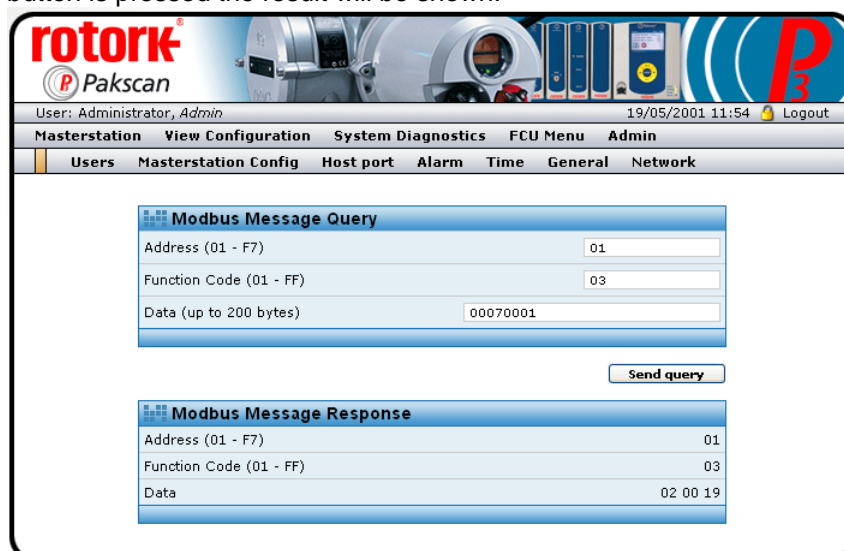 button is pressed the result will be shown.
rotork®
P Pakscan
P3
User: Administrator, Admin 19/05/2001 11:54 Logout
Masterstation View Configuration System Diagnostics FCU Menu Admin
Users Masterstation Config Host port Alarm Time General Network
Modbus Message Query
Address (01 - F7) 01
Function Code (01 - FF) 03
Data (up to 200 bytes) 00070001
Send query
Modbus Message Response
Address (01 - F7) 01
Function Code (01 - FF) 03
Data 02 00 19